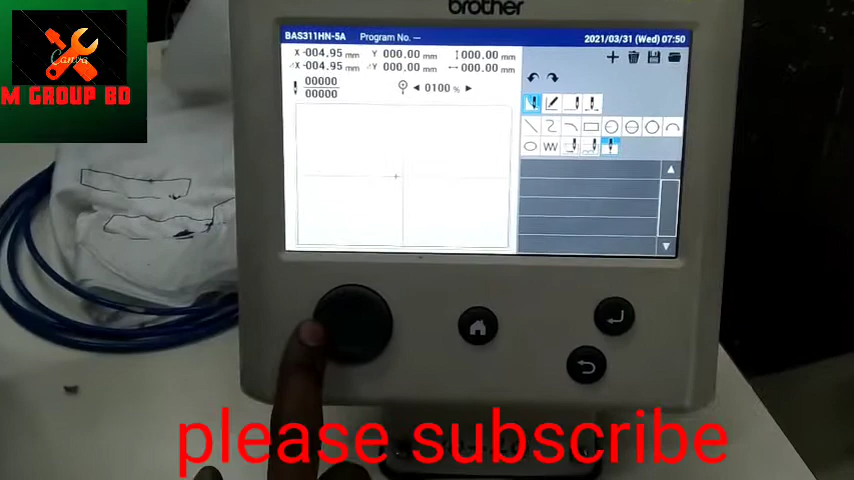 brother
BAS311HN-5A Program No. -- 2021/03/31 (Wed) 07:50
X -004.95 mm Y 000.00 mm 000.00 mm
X -004.95 mm Y 000.00 mm 000.00 mm
00000
00000
0100 %
Canva
M GROUP BD
please subscribe